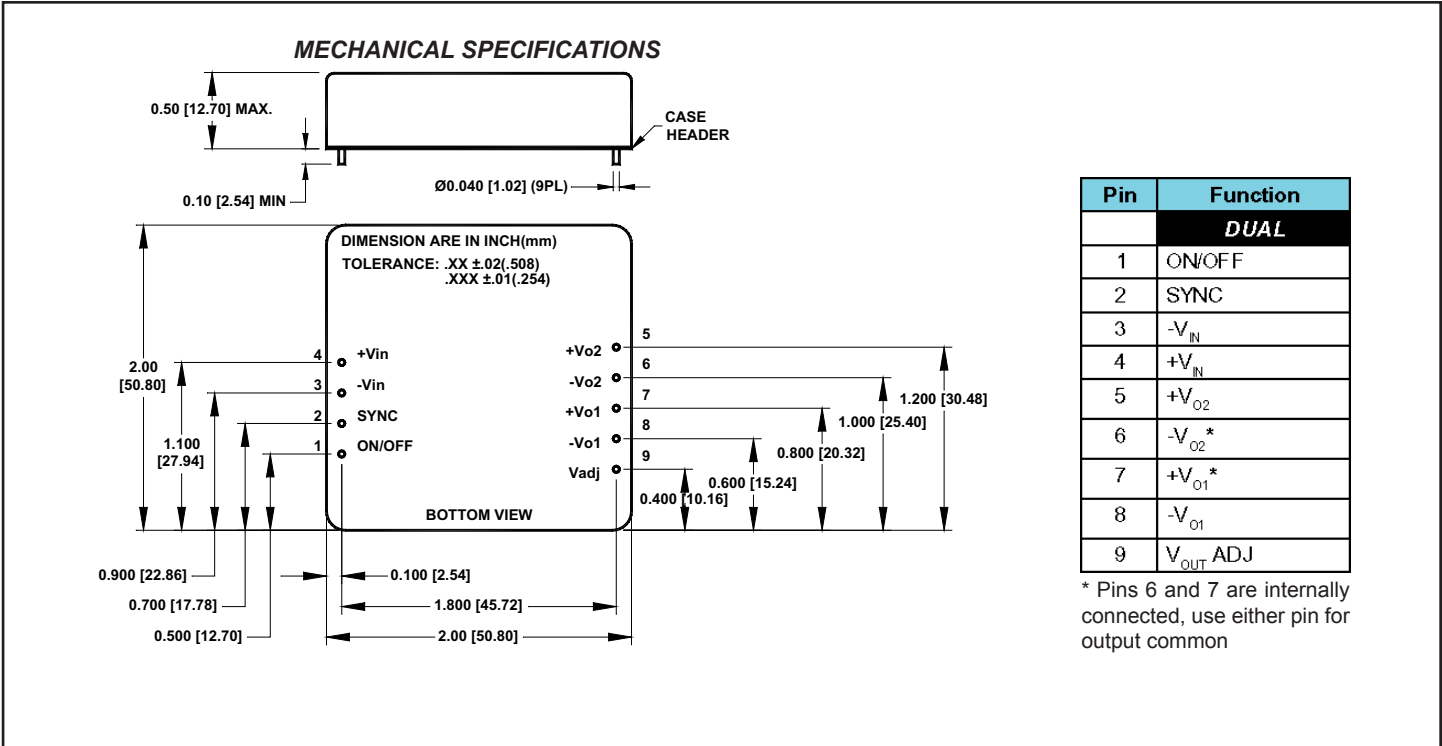 MECHANICAL SPECIFICATIONS
0.50 [12.70] MAX.
CASE
HEADER
Ø0.040 [1.02] (9PL)
0.10 [2.54] MIN
DIMENSION ARE IN INCH(mm)
TOLERANCE: .XX ±.02(.508)
.XXX ±.01(.254)
2.00
[50.80]
1.100
[27.94]
4 +Vin
3 -Vin
2 SYNC
1 ON/OFF
5
+Vo2
6
-Vo2
7
+Vo1
8
-Vo1
9
Vadj
1.200 [30.48]
1.000 [25.40]
0.800 [20.32]
0.600 [15.24]
0.400 [10.16]
BOTTOM VIEW
0.900 [22.86]
0.100 [2.54]
0.700 [17.78]
1.800 [45.72]
0.500 [12.70]
2.00 [50.80]
Pin Function
DUAL
1 ON/OFF
2 SYNC
3 -VIN
4 +VIN
5 +VO2
6 -VO2*
7 +VO1*
8 -VO1
9 VOUT ADJ
* Pins 6 and 7 are internally
connected, use either pin for
output common